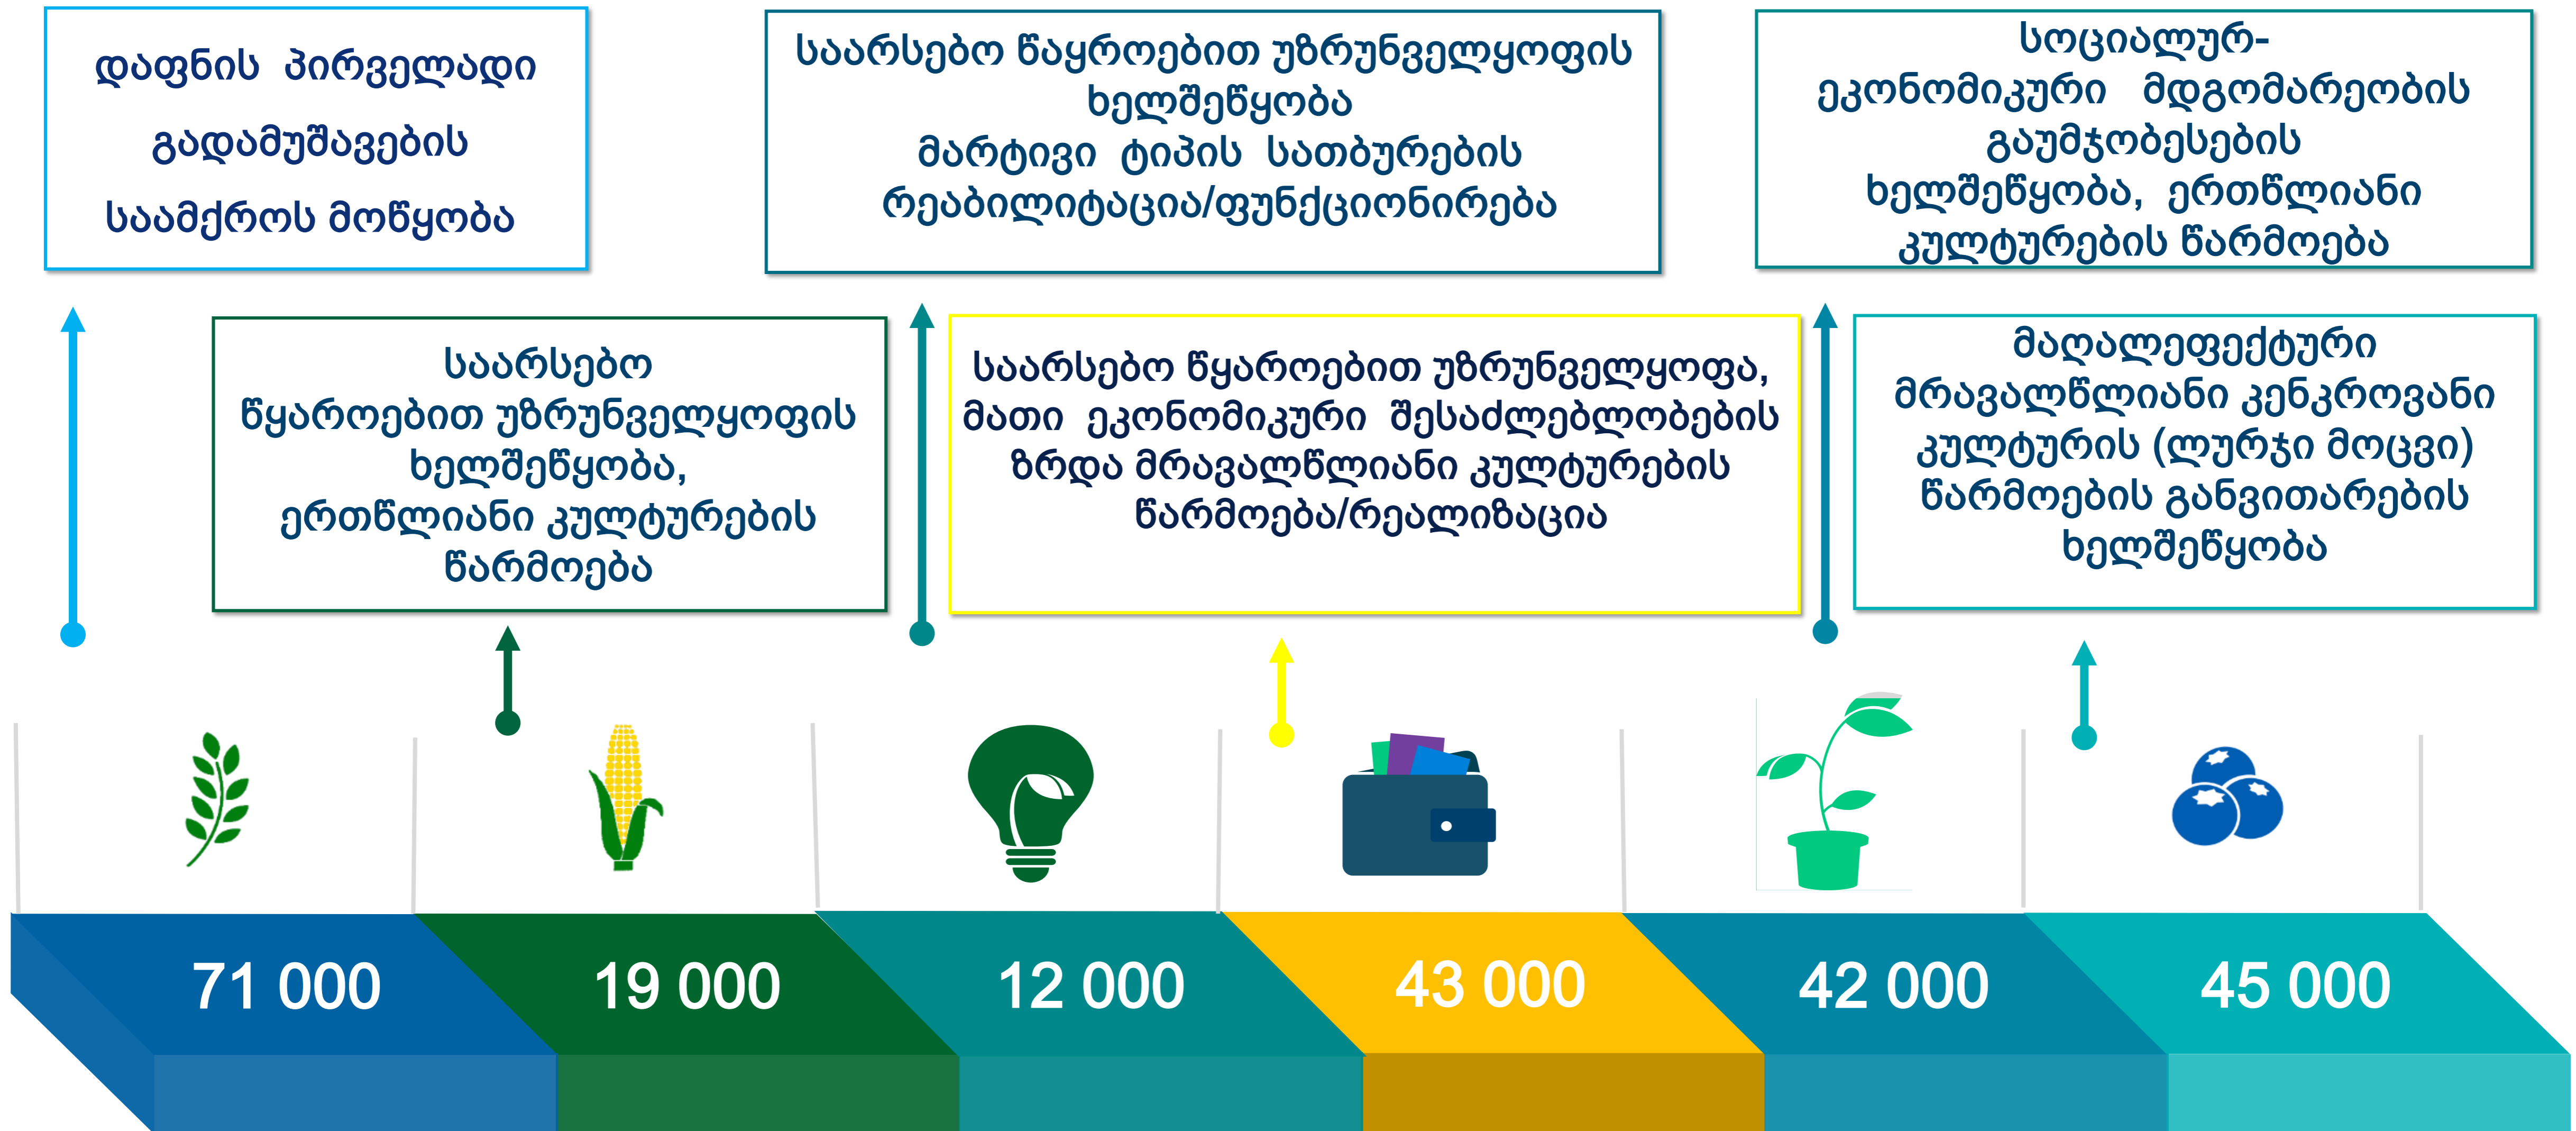 დაფნის პირველადი
გადამუშავების
საამქროს მოწყობა
საარსებო წაყროებით უზრუნველყოფის
ხელშეწყობა
მარტივი ტიპის სათბურების
რეაბილიტაცია/ფუნქციონირება
სოციალურ-
ეკონომიკური მდგომარეობის
გაუმჯობესების
ხელშეწყობა, ერთწლიანი
კულტურების წარმოება
საარსებო
წყაროებით უზრუნველყოფის
ხელშეწყობა,
ერთწლიანი კულტურების
წარმოება
საარსებო წყაროებით უზრუნველყოფა,
მათი ეკონომიკური შესაძლებლობების
ზრდა მრავალწლიანი კულტურების
წარმოება/რეალიზაცია
მაღალეფექტური
მრავალწლიანი კენკროვანი
კულტურის (ლურჯი მოცვი)
წარმოების განვითარების
ხელშეწყობა
71 000
19 000
12 000
43 000
42 000
45 000